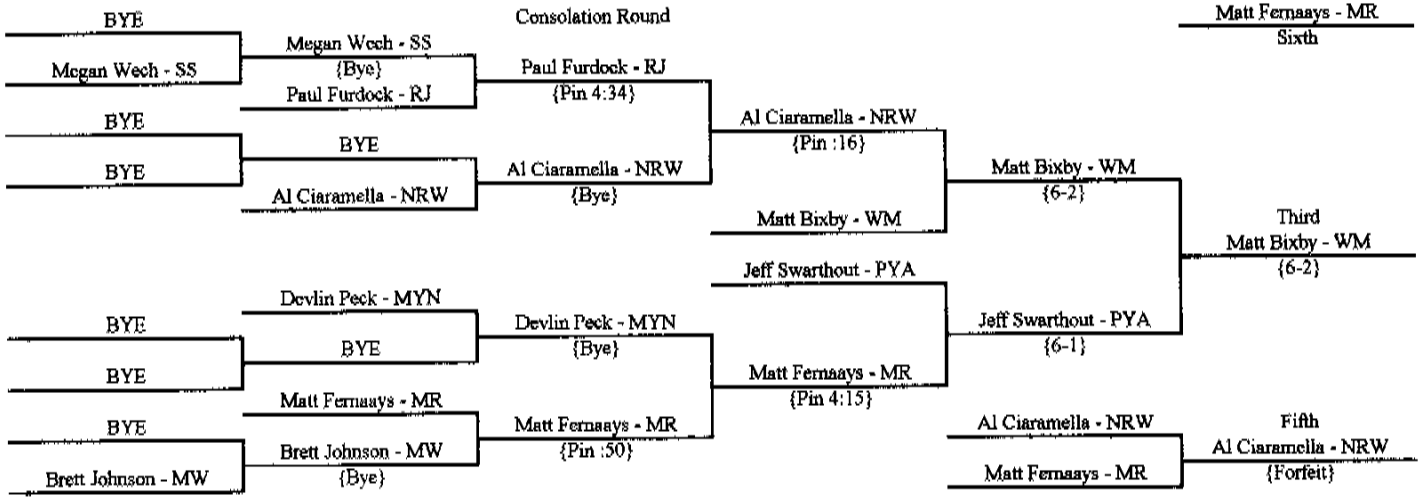 Consolation Round
Matt Fernaays - MR
Sixth
BYE
Megan Wech - SS
Megan Wech - SS
{Bye}
Paul Furdock - RJ
Paul Furdock - RJ
{Pin 4:34}
BYE
BYE
BYE
Al Ciaramella - NRW
Al Ciaramella - NRW
{Bye}
Al Ciaramella - NRW
{Pin :16}
Matt Bixby - WM
Matt Bixby - WM
{6-2}
Third
Matt Bixby - WM
{6-2}
Jeff Swarthout - PYA
Jeff Swarthout - PYA
{6-1}
Devlin Peck - MYN
BYE
BYE
BYE
Devlin Peck - MYN
{Bye}
Matt Fernaays - MR
{Pin 4:15}
Matt Fernaays - MR
BYE
Brett Johnson - MW
Brett Johnson - MW
{Bye}
Matt Fernaays - MR
{Pin :50}
Al Ciaramella - NRW
Matt Fernaays - MR
Fifth
Al Ciaramella - NRW
{Forfeit}